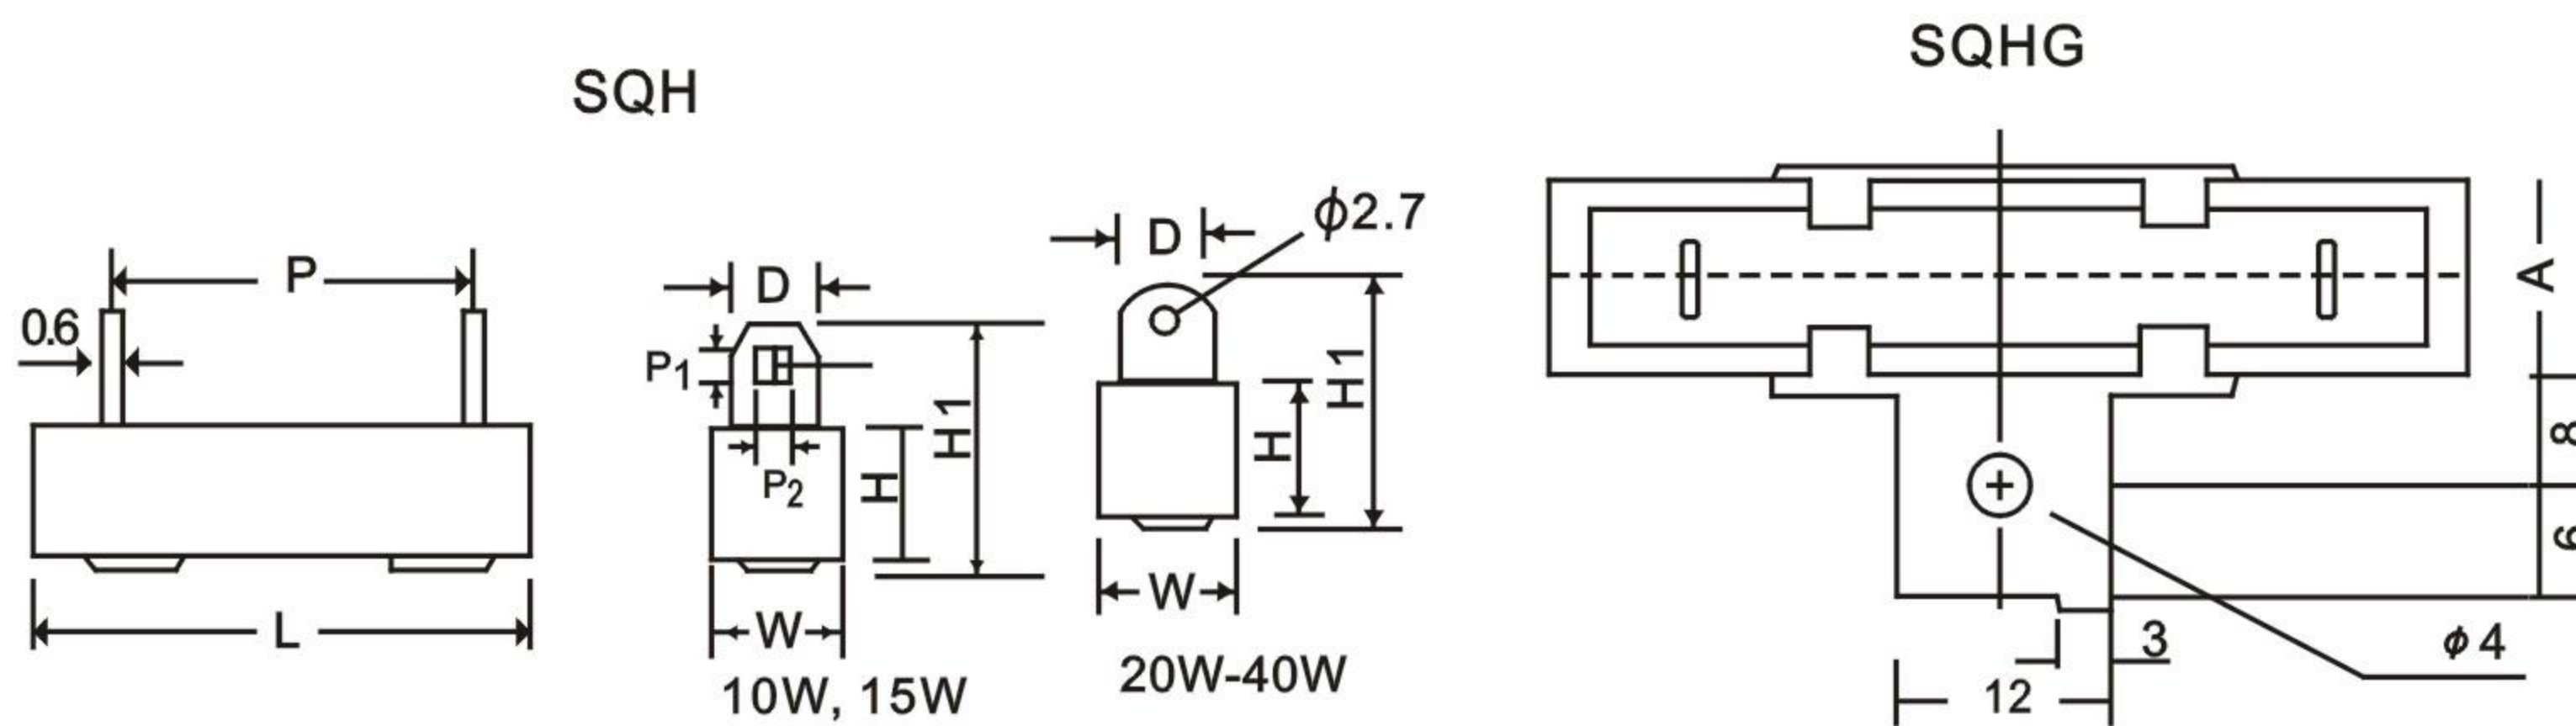 SQH
SQHG
P
0.6
L
D
P1
P2
H
H1
W
10W, 15W
D
ϕ2.7
H
H1
W
20W-40W
A
8
6
3
12
ϕ4